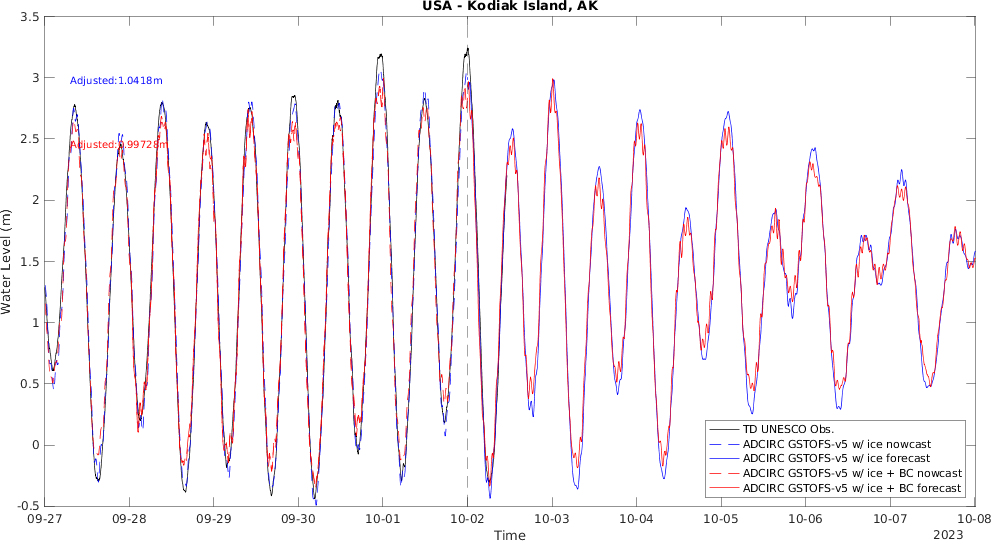 USA - Kodiak Island, AK
3.5
3
2.5
2
1.5
1
0.5
0
-0.5
Water Level (m)
Adjusted:1.0418m
Adjusted:0.99728m
TD UNESCO Obs.
ADCIRC GSTOFS-v5 w/ ice nowcast
ADCIRC GSTOFS-v5 w/ ice forecast
ADCIRC GSTOFS-v5 w/ ice + BC nowcast
ADCIRC GSTOFS-v5 w/ ice + BC forecast
09-27 09-28 09-29 09-30 10-01 10-02 10-03 10-04 10-05 10-06 10-07 10-08
Time
2023